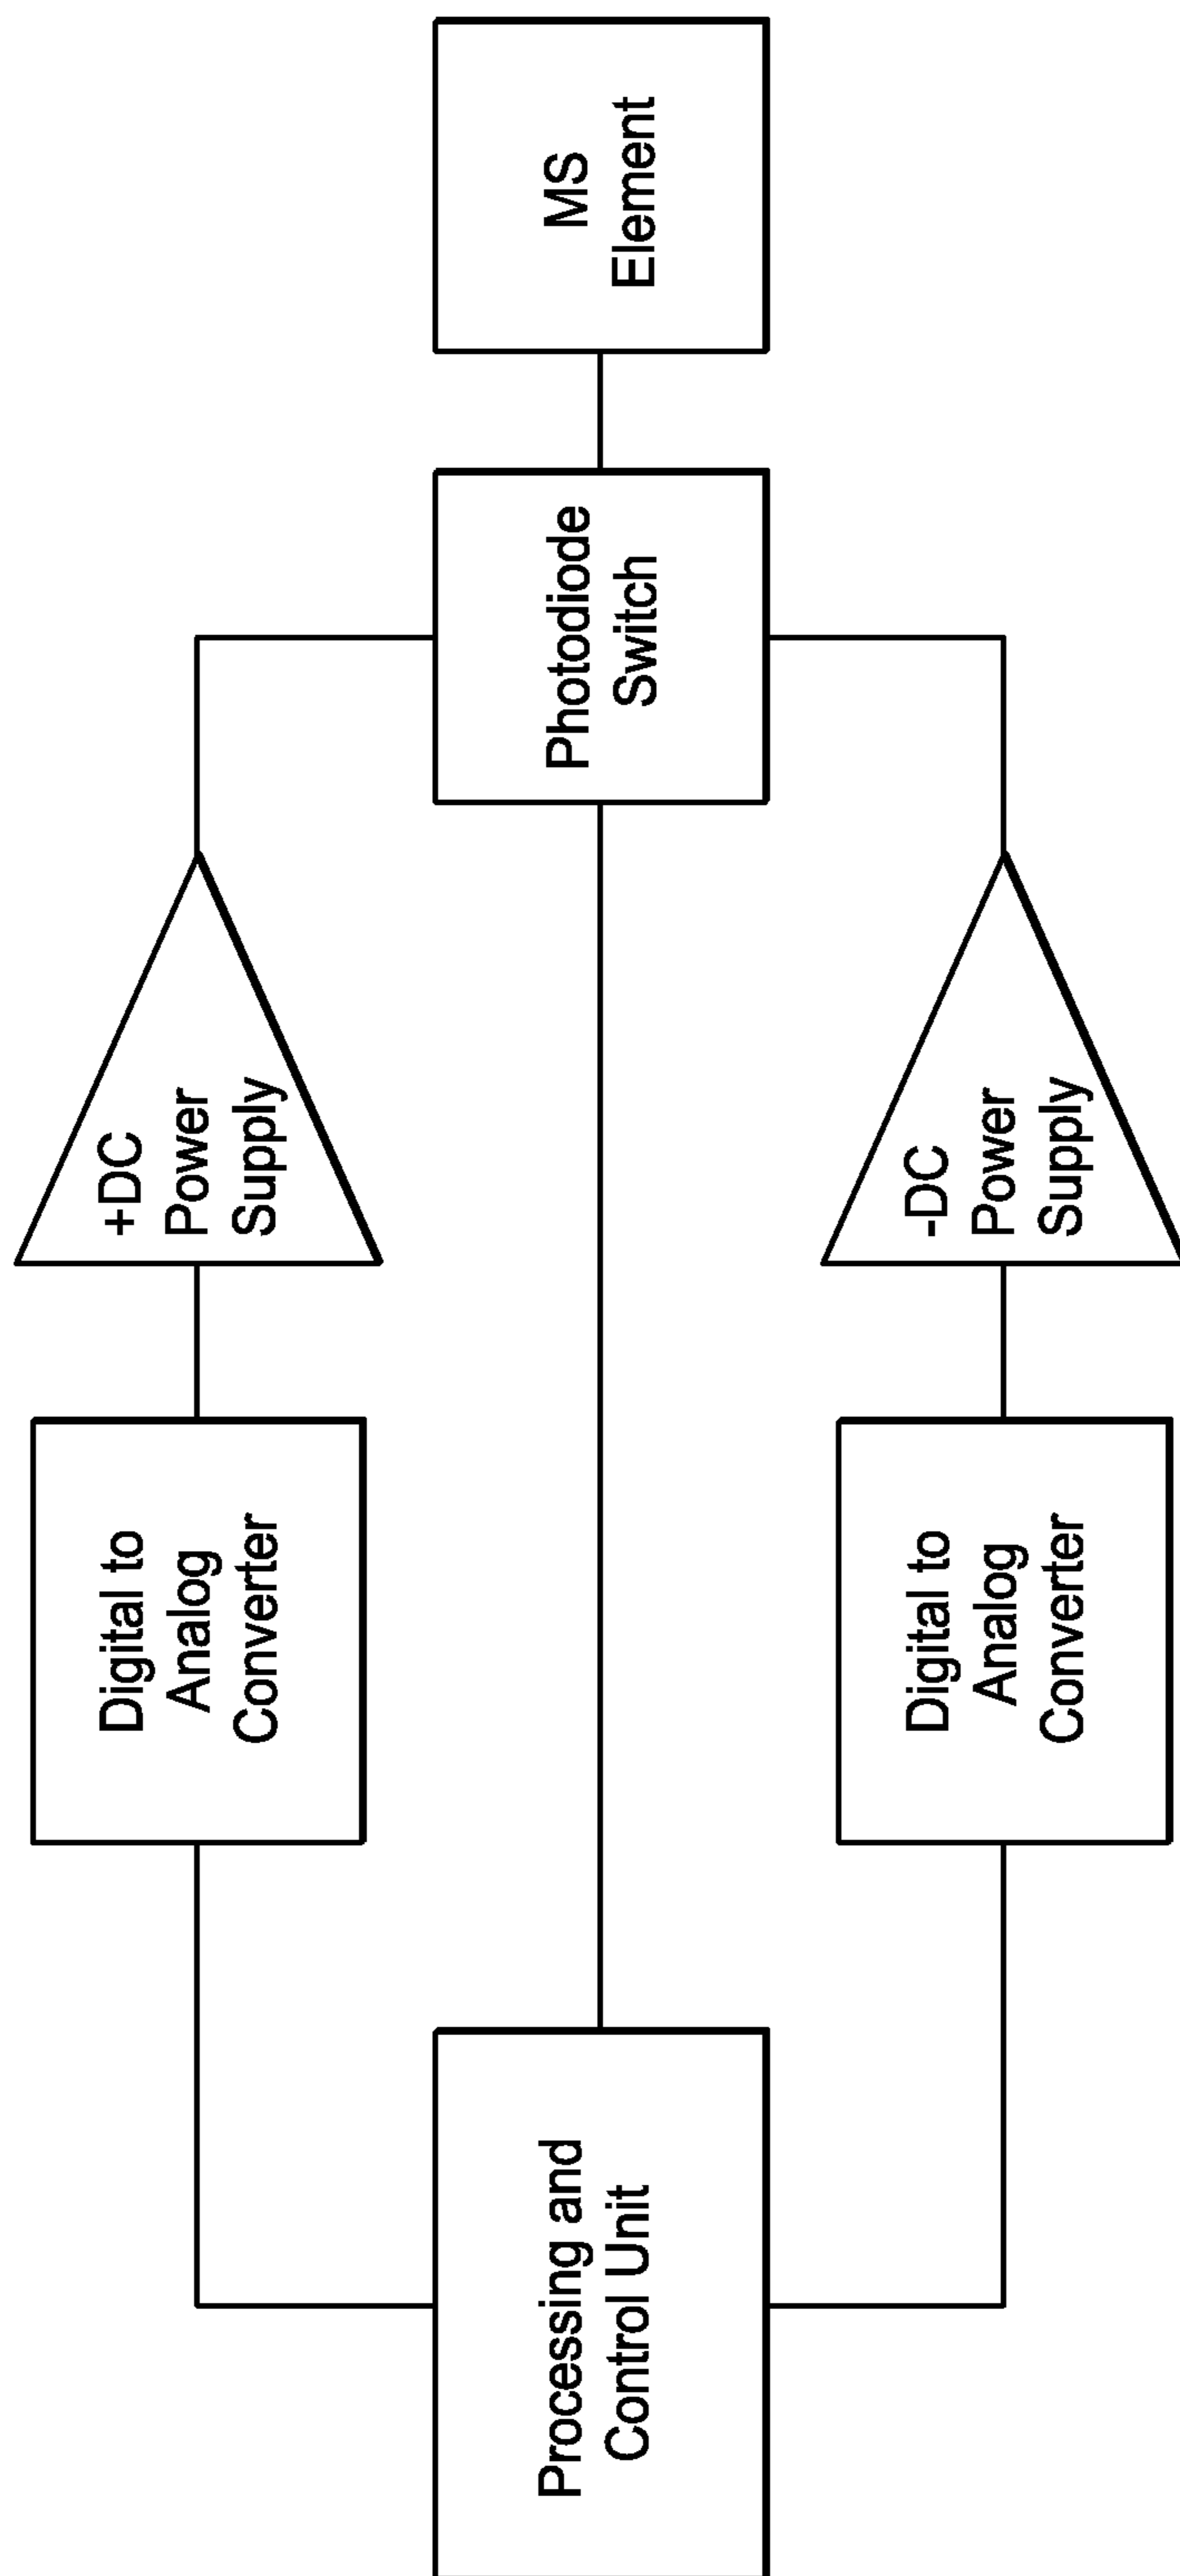 Processing and
Control Unit
Digital to
Analog
Converter
+DC
Power
Supply
Digital to
Analog
Converter
-DC
Power
Supply
Photodiode
Switch
MS
Element